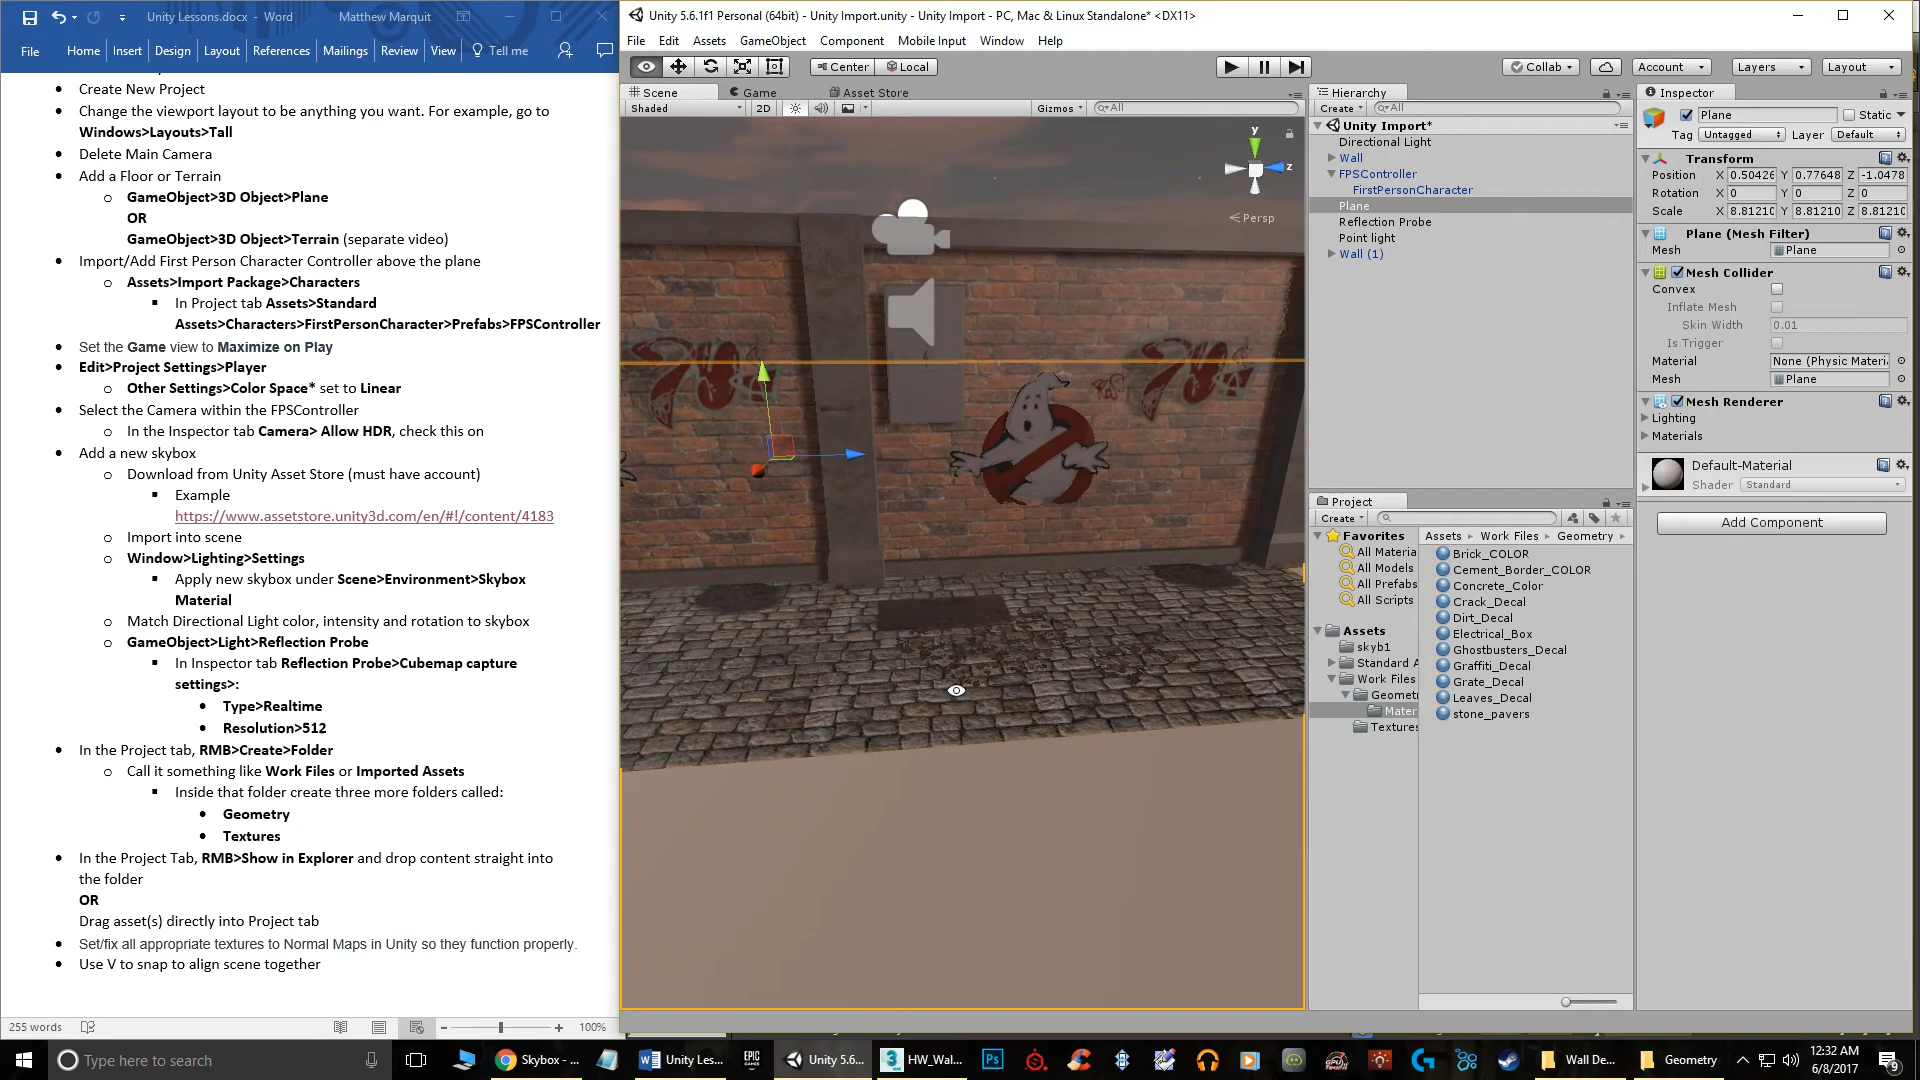 Unity Lessons.docx - Word
Matthew Marquit
File Home Insert Design Layout References Mailings Review View Tell me
Create New Project
Change the viewport layout to be anything you want. For example, go to
Windows>Layouts>Tall
Delete Main Camera
Add a Floor or Terrain
GameObject>3D Object>Plane
OR
GameObject>3D Object>Terrain (separate video)
Import/Add First Person Character Controller above the plane
Assets>Import Package>Characters
In Project tab Assets>Standard
Assets>Characters>FirstPersonCharacter>Prefabs>FPSController
Set the Game view to Maximize on Play
Edit>Project Settings>Player
Other Settings>Color Space* set to Linear
Select the Camera within the FPSController
In the Inspector tab Camera> Allow HDR, check this on
Add a new skybox
Download from Unity Asset Store (must have account)
Example
https://www.assetstore.unity3d.com/en/#!/content/4183
Import into scene
Window>Lighting>Settings
Apply new skybox under Scene>Environment>Skybox
Material
Match Directional Light color, intensity and rotation to skybox
GameObject>Light>Reflection Probe
In Inspector tab Reflection Probe>Cubemap capture
settings>:
Type>Realtime
Resolution>512
In the Project tab, RMB>Create>Folder
Call it something like Work Files or Imported Assets
Inside that folder create three more folders called:
Geometry
Textures
In the Project Tab, RMB>Show in Explorer and drop content straight into
the folder
OR
Drag asset(s) directly into Project tab
Set/fix all appropriate textures to Normal Maps in Unity so they function properly.
Use V to snap to align scene together
255 words
100%
Unity 5.6.1f1 Personal (64bit) - Unity Import.unity - Unity Import - PC, Mac & Linux Standalone* <DX11>
File Edit Assets GameObject Component Mobile Input Window Help
Center Local
Collab Account Layers Layout
Scene Game Asset Store
Shaded 2D Gizmos All
y
z
Persp
Hierarchy
Create All
Unity Import*
Directional Light
Wall
FPSController
FirstPersonCharacter
Plane
Reflection Probe
Point light
Wall (1)
Project
Create
Favorites
All Materia
All Models
All Prefabs
All Scripts
Assets
skyb1
Standard A
Work Files
Geomet
Mater
Textures
Assets Work Files Geometry
Brick_COLOR
Cement_Border_COLOR
Concrete_Color
Crack_Decal
Dirt_Decal
Electrical_Box
Ghostbusters_Decal
Graffiti_Decal
Grate_Decal
Leaves_Decal
stone_pavers
Inspector
Plane Static
Tag Untagged Layer Default
Transform
Position X 0.50426 Y 0.77648 Z -1.0478
Rotation X 0 Y 0 Z 0
Scale X 8.81210 Y 8.81210 Z 8.81210
Plane (Mesh Filter)
Mesh Plane
Mesh Collider
Convex
Inflate Mesh
Skin Width 0.01
Is Trigger
Material None (Physic Materi
Mesh Plane
Mesh Renderer
Lighting
Materials
Default-Material
Shader Standard
Add Component
Type here to search
Skybox - ...
Unity Les...
Unity 5.6...
HW_Wal...
Wall De...
Geometry
12:32 AM
6/8/2017